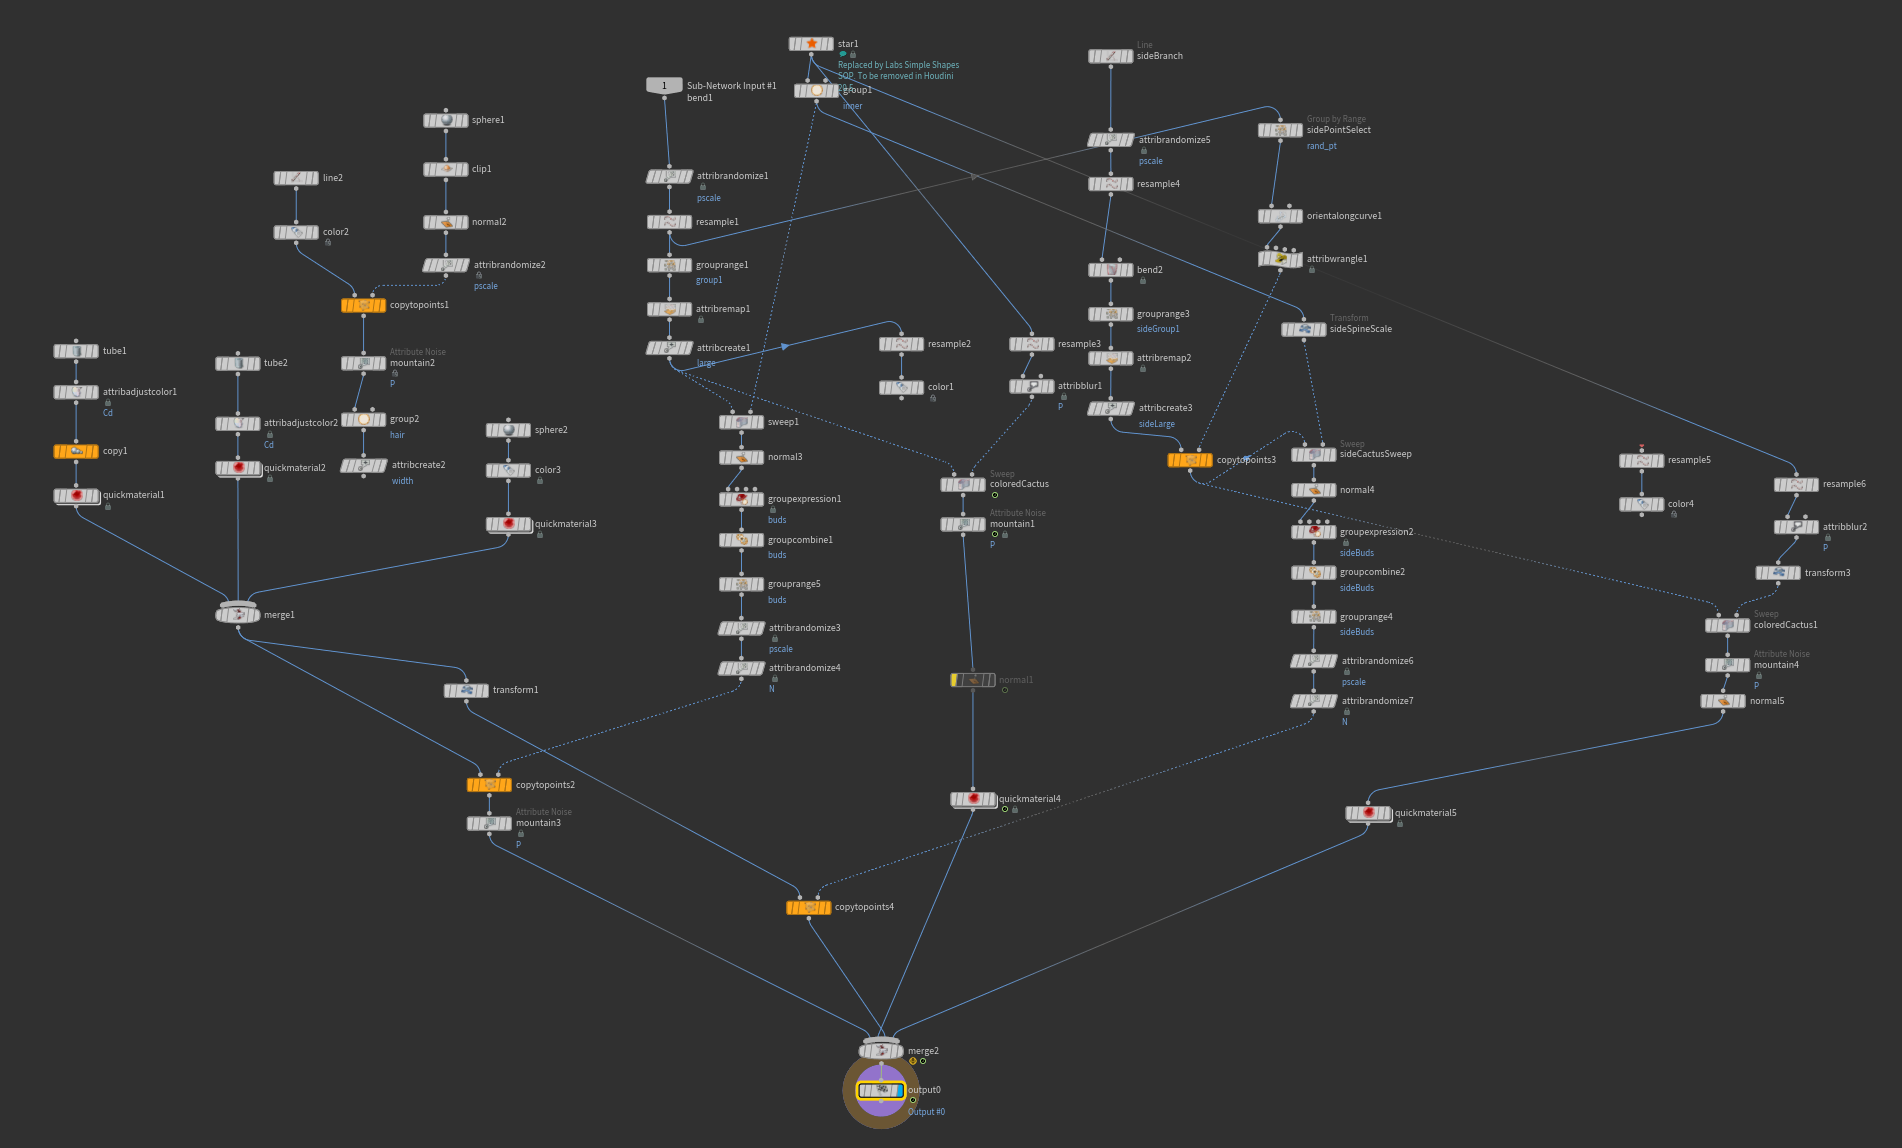 star1
Replaced by Labs Simple Shapes
SOP. To be removed in Houdini
group1
inner
Line
sideBranch
1
Sub-Network Input #1
bend1
sphere1
attribrandomize5
pscale
Group by Range
sidePointSelect
rand_pt
clip1
line2
attribrandomize1
pscale
resample4
normal2
resample1
orientalongcurve1
color2
attribrandomize2
pscale
grouprange1
group1
bend2
attribwrangle1
copytopoints1
attribremap1
grouprange3
sideGroup1
Transform
sideSpineScale
tube1
tube2
Attribute Noise
mountain2
P
attribcreate1
large
resample2
resample3
attribremap2
attribadjustcolor1
Cd
color1
attribblur1
P
attribcreate3
sideLarge
attribadjustcolor2
Cd
group2
hair
sphere2
sweep1
copy1
quickmaterial2
attribcreate2
width
color3
normal3
Sweep
coloredCactus
copytopoints3
Sweep
sideCactusSweep
resample5
resample6
quickmaterial1
quickmaterial3
groupexpression1
buds
Attribute Noise
mountain1
P
normal4
color4
groupexpression2
sideBuds
attribblur2
P
groupcombine1
buds
groupcombine2
sideBuds
transform3
grouprange5
buds
grouprange4
sideBuds
merge1
attribrandomize3
pscale
Sweep
coloredCactus1
attribrandomize4
N
normal1
attribrandomize6
pscale
Attribute Noise
mountain4
P
transform1
attribrandomize7
N
normal5
copytopoints2
quickmaterial4
quickmaterial5
Attribute Noise
mountain3
P
copytopoints4
merge2
output0
Output #0